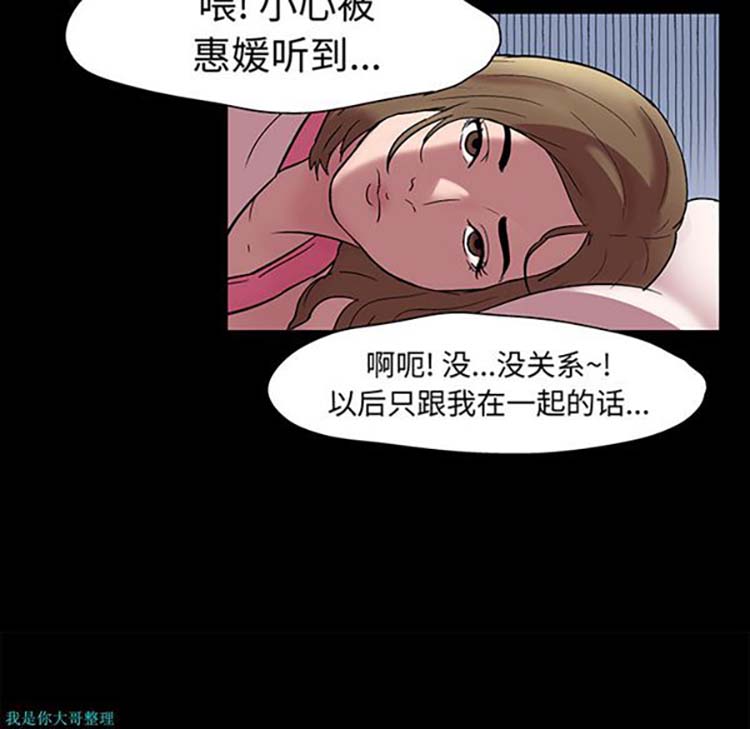 喂! 小心被
惠媛听到...
啊呃! 没...没关系~!
以后只跟我在一起的话...
我是你大哥整理